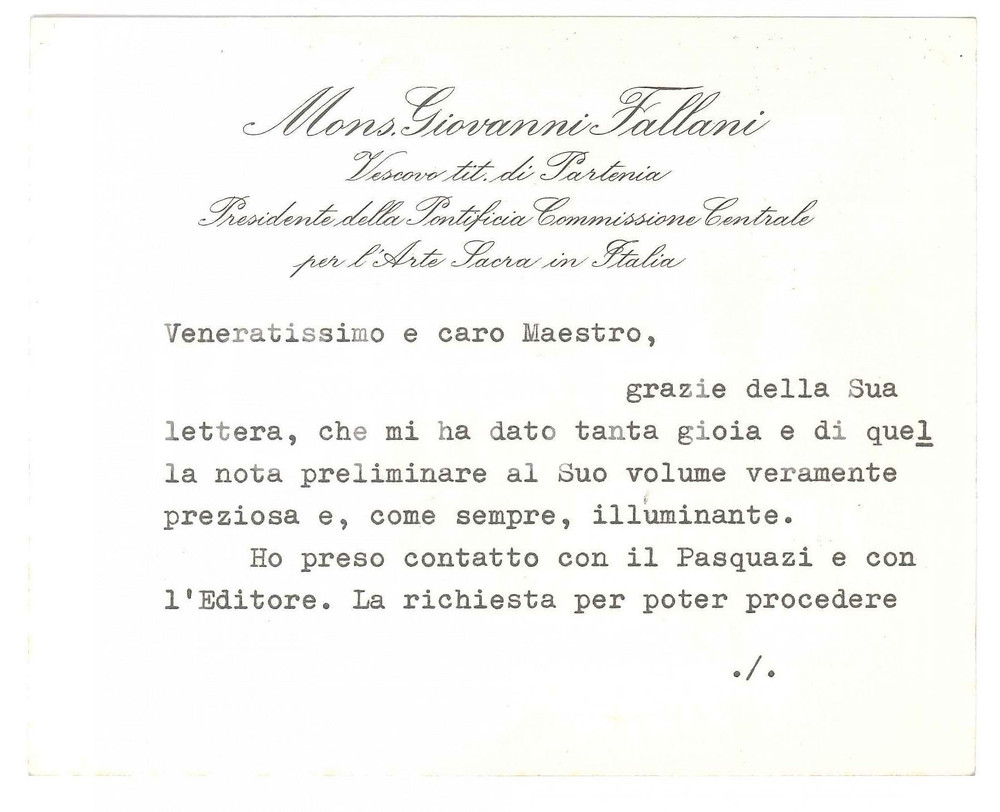 Mons. Giovanni Fallani
Vescovo tit. di Partenia
Presidente della Pontificia Commissione Centrale
per l'Arte Sacra in Italia
Veneratissimo e caro Maestro,
grazie della Sua
lettera, che mi ha dato tanta gioia e di quel
la nota preliminare al Suo volume veramente
preziosa e, come sempre, illuminante.
Ho preso contatto con il Pasquazi e con
l'Editore. La richiesta per poter procedere
./.